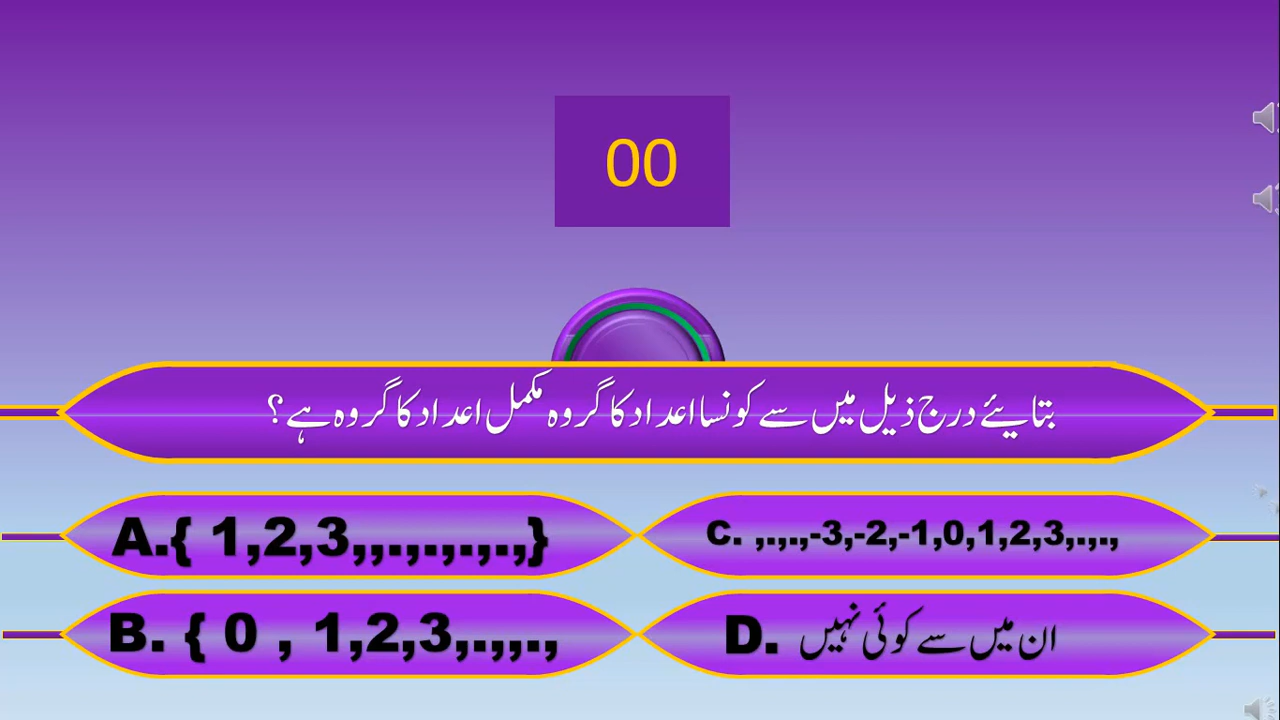 00
بتایئے درج ذیل میں سے کونسا اعداد کا گروہ مکمل اعداد کا گروہ ہے ؟
A.{ 1,2,3,,.,.,.,.,}
C. ,.,.,-3,-2,-1,0,1,2,3,.,.,
B. { 0 , 1,2,3,.,,.,
D. ان میں سے کوئی نہیں